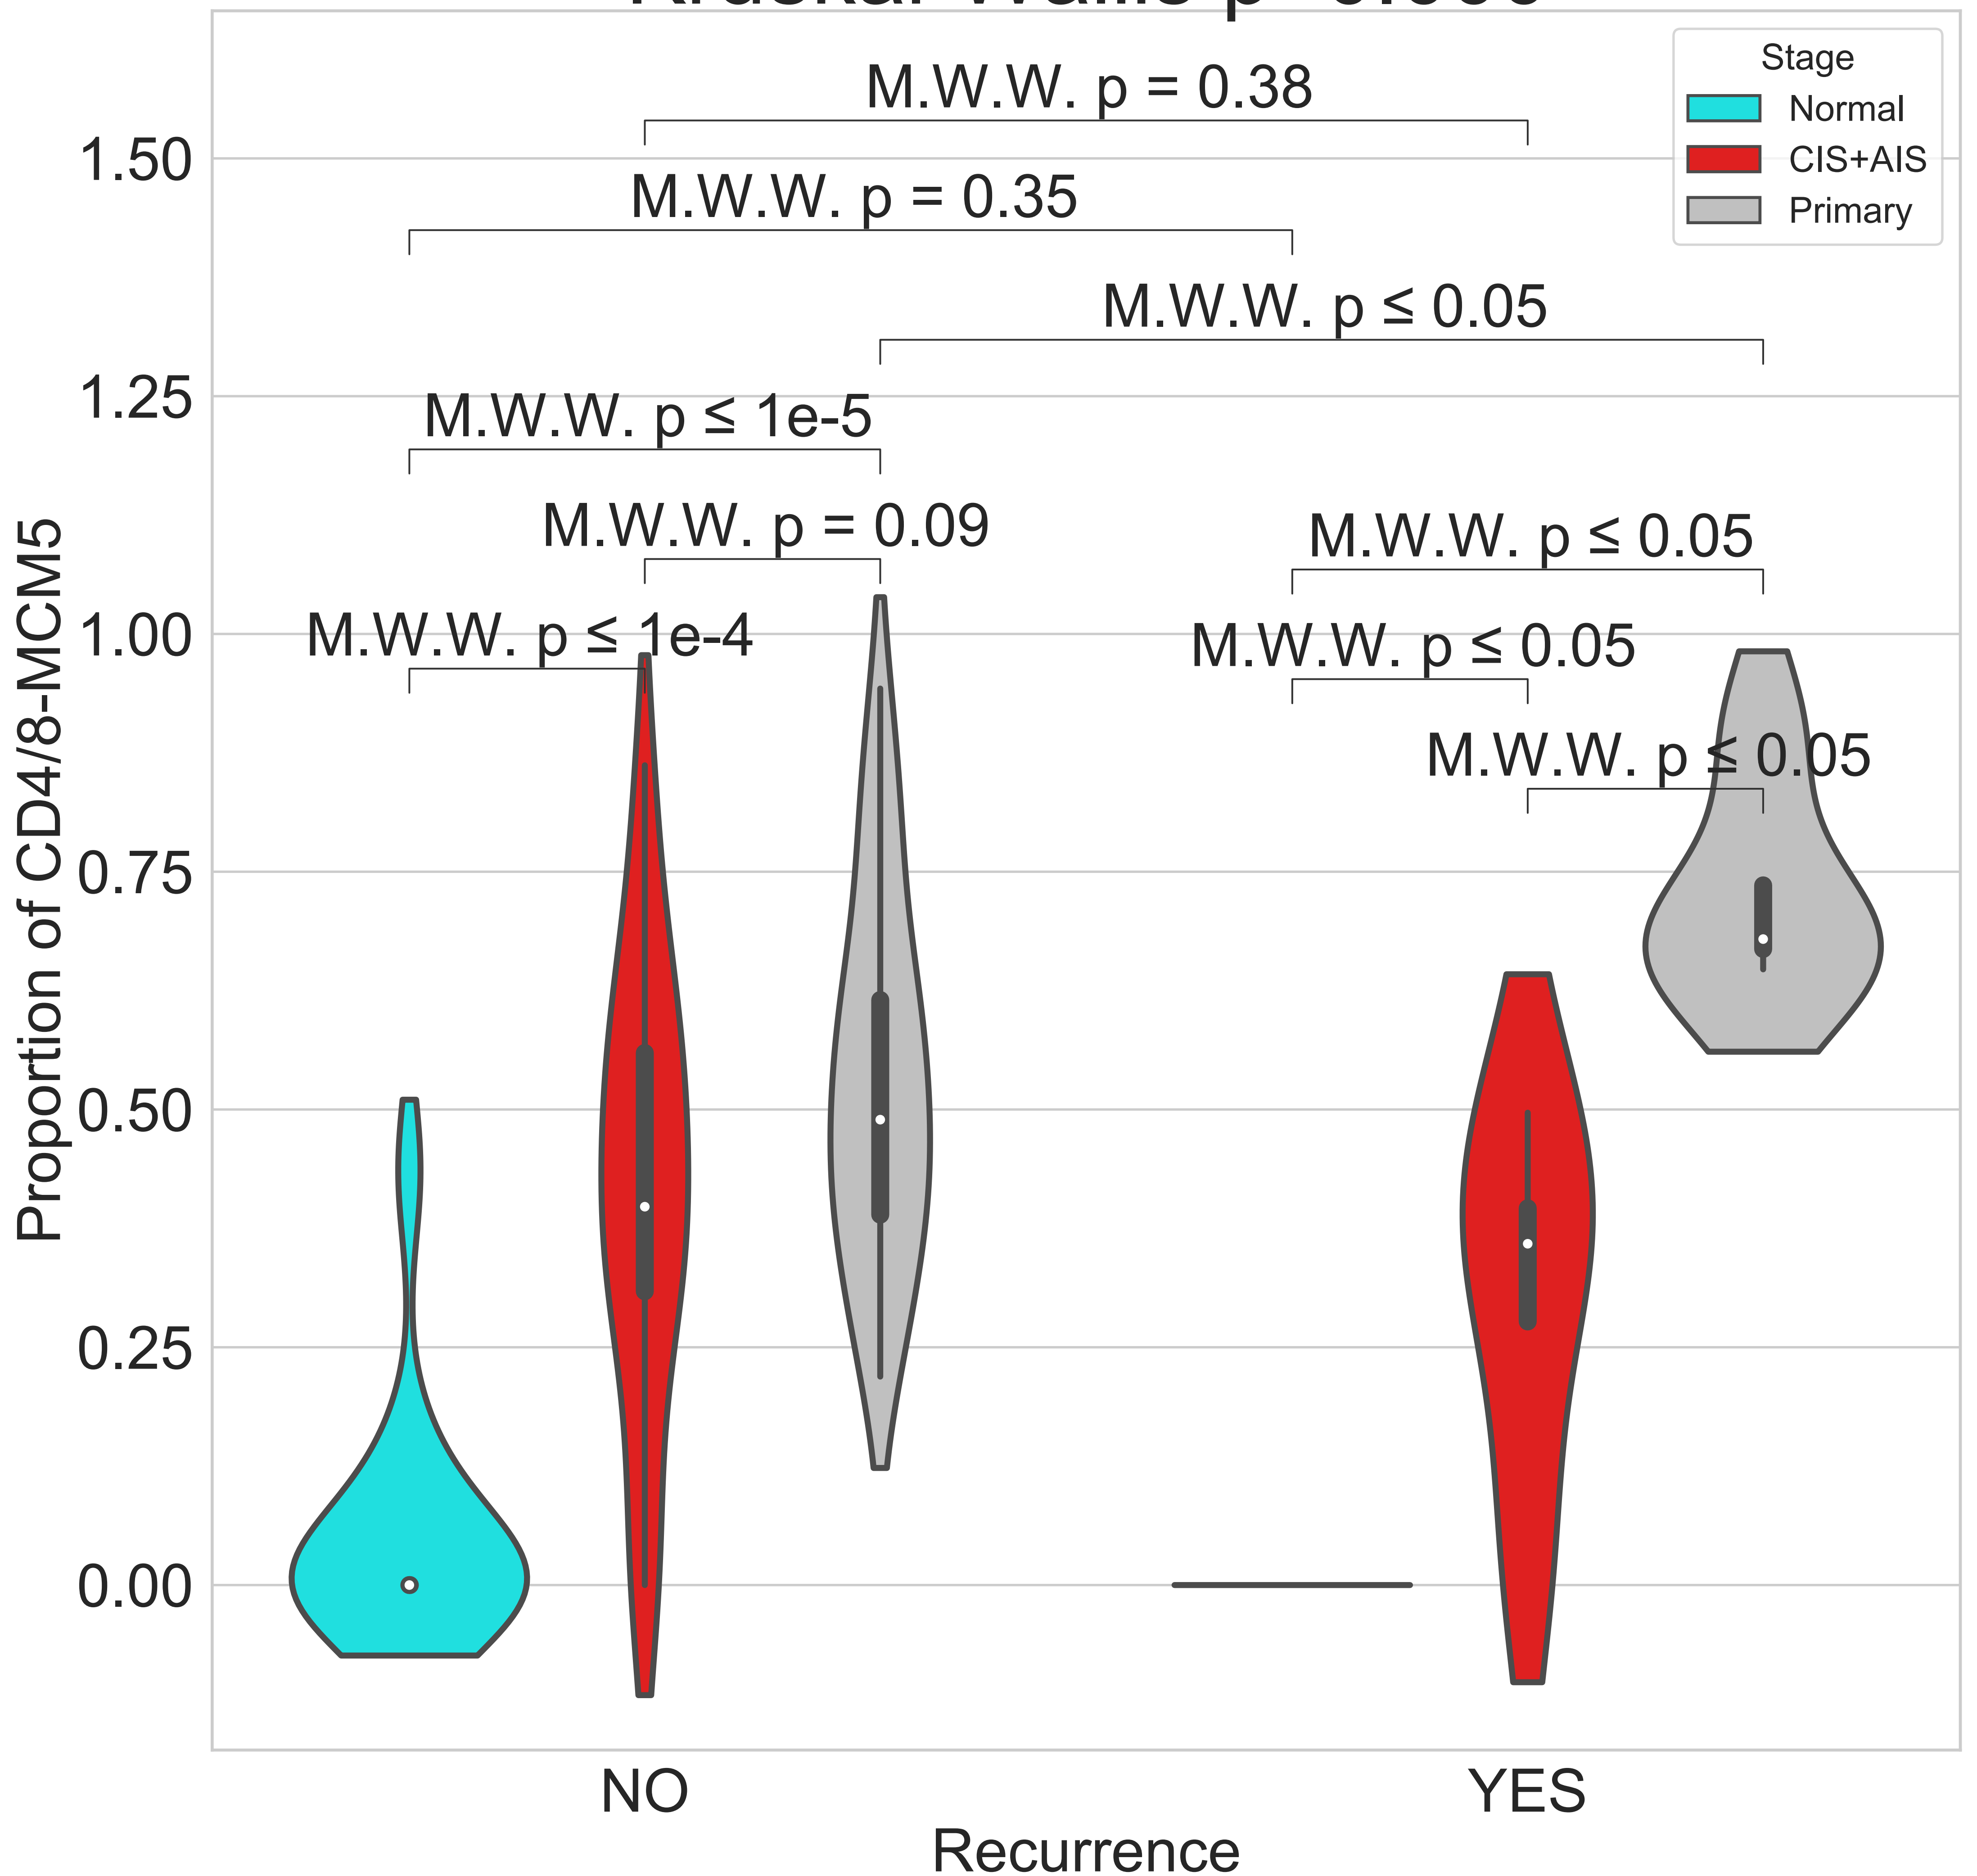 Stage
Normal
CIS+AIS
Primary
M.W.W. p = 0.38
M.W.W. p = 0.35
M.W.W. p ≤ 0.05
M.W.W. p ≤ 1e-5
M.W.W. p = 0.09
M.W.W. p ≤ 0.05
M.W.W. p ≤ 1e-4
M.W.W. p ≤ 0.05
M.W.W. p ≤ 0.05
Proportion of CD4/8-MCM5
1.50
1.25
1.00
0.75
0.50
0.25
0.00
NO
YES
Recurrence